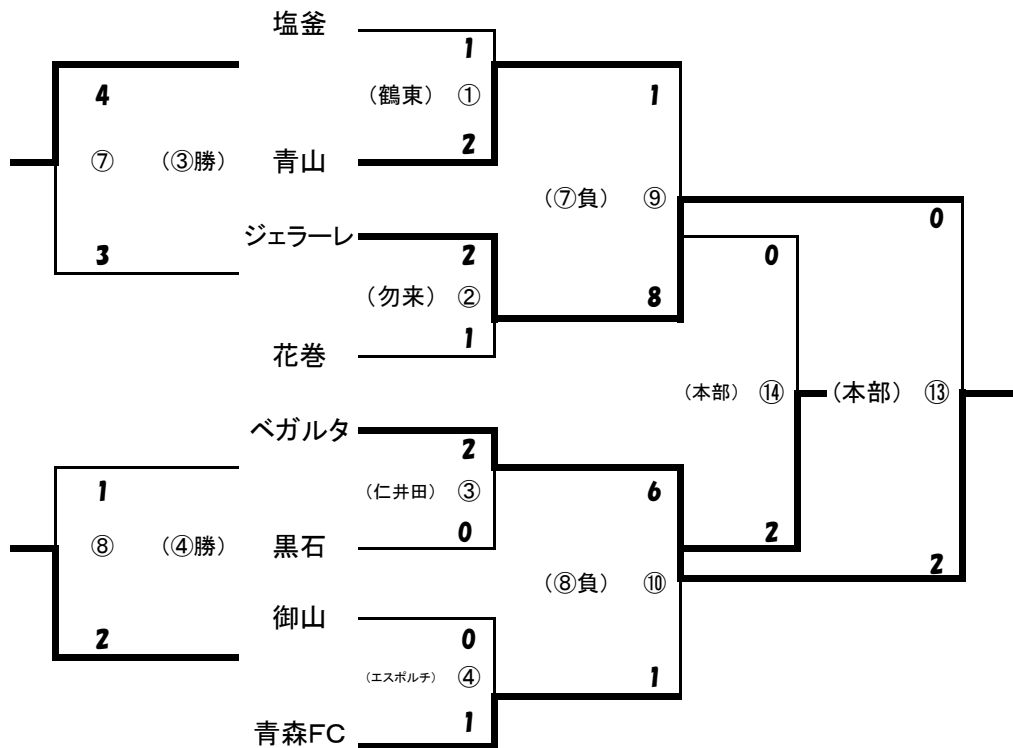 塩釜
1
4
(鶴東) ①
1
2
⑦ (③勝) 青山
(⑦負) ⑨
0
ジェラーレ
3
2
0
(勿来) ②
8
1
花巻
(本部) ⑭ (本部) ⑬
ベガルタ
2
1
(仁井田) ③
6
0
2
⑧ (④勝) 黒石
2
(⑧負) ⑩
御山
2
0
(エスポルチ) ④
1
1
青森FC